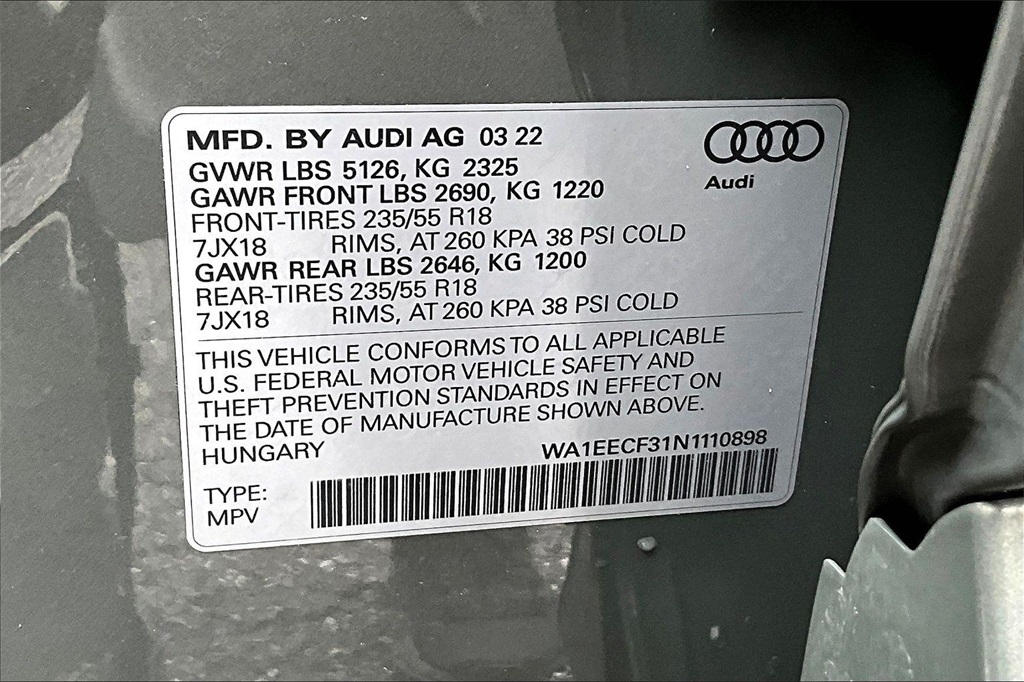 MFD. BY AUDI AG 03 22
GVWR LBS 5126, KG 2325
GAWR FRONT LBS 2690, KG 1220
FRONT-TIRES 235/55 R18
7JX18 RIMS, AT 260 KPA 38 PSI COLD
GAWR REAR LBS 2646, KG 1200
REAR-TIRES 235/55 R18
7JX18 RIMS, AT 260 KPA 38 PSI COLD
Audi
THIS VEHICLE CONFORMS TO ALL APPLICABLE
U.S. FEDERAL MOTOR VEHICLE SAFETY AND
THEFT PREVENTION STANDARDS IN EFFECT ON
THE DATE OF MANUFACTURE SHOWN ABOVE.
HUNGARY WA1EECF31N1110898
TYPE:
MPV